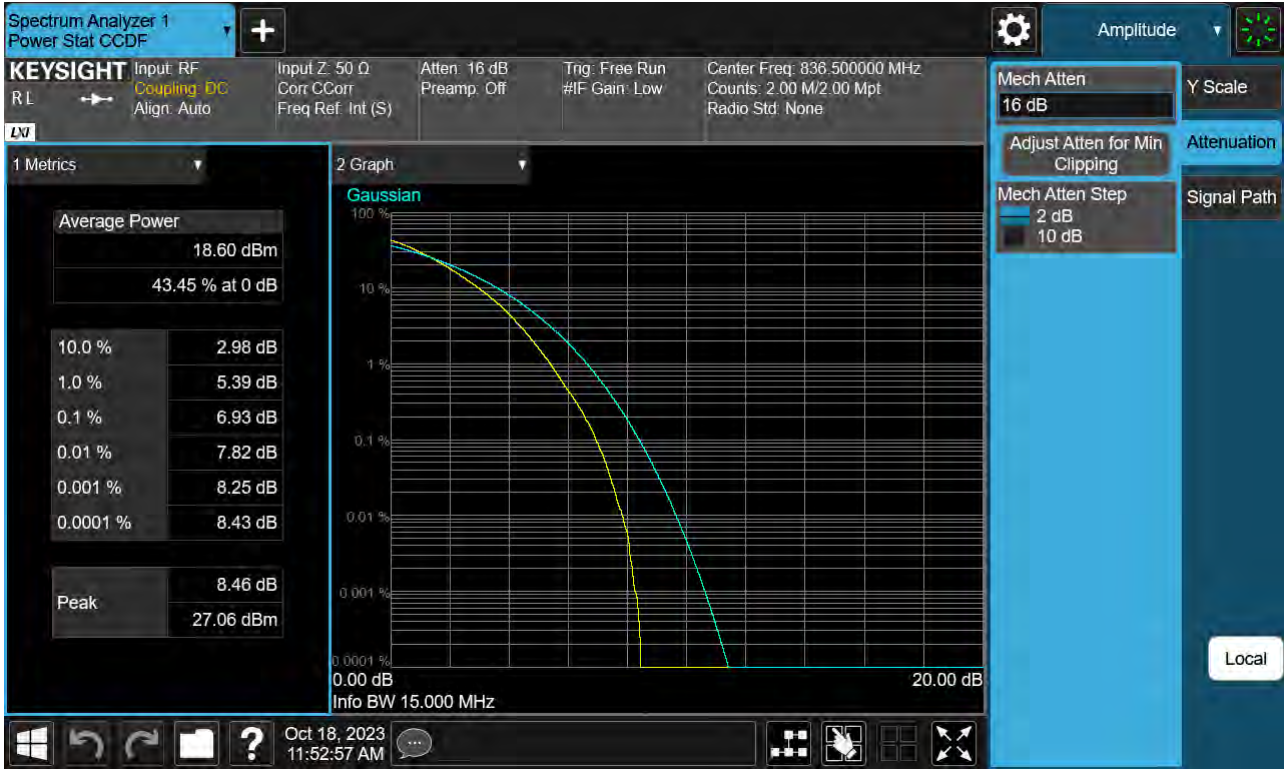 Spectrum Analyzer 1
Power Stat CCDF
+
Amplitude
KEYSIGHT
RL
LXI
Input: RF
Coupling: DC
Align: Auto
Input Z: 50 Ω
Corr CCorr
Freq Ref: Int (S)
Atten: 16 dB
Preamp: Off
Trig: Free Run
#IF Gain: Low
Center Freq: 836.500000 MHz
Counts: 2.00 M/2.00 Mpt
Radio Std: None
Mech Atten
16 dB
Adjust Atten for Min
Clipping
Mech Atten Step
2 dB
10 dB
Y Scale
Attenuation
Signal Path
1 Metrics
Average Power
18.60 dBm
43.45 % at 0 dB
10.0 % 2.98 dB
1.0 % 5.39 dB
0.1 % 6.93 dB
0.01 % 7.82 dB
0.001 % 8.25 dB
0.0001 % 8.43 dB
Peak
8.46 dB
27.06 dBm
2 Graph
Gaussian
100 %
10 %
1 %
0.1 %
0.01 %
0.001 %
0.0001 %
0.00 dB 20.00 dB
Info BW 15.000 MHz
Local
?
Oct 18, 2023
11:52:57 AM